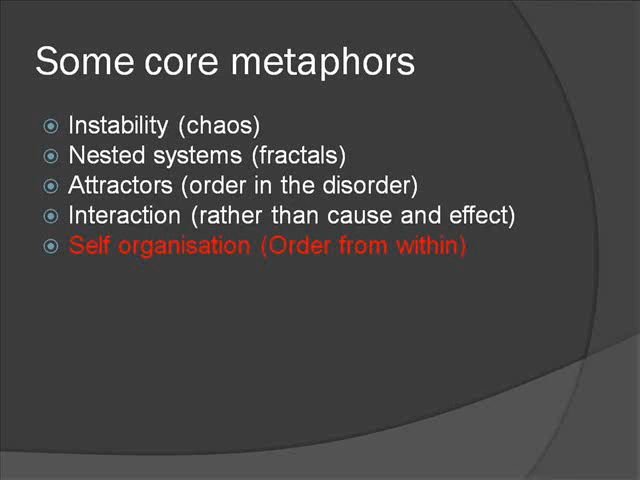 Some core metaphors
Instability (chaos)
Nested systems (fractals)
Attractors (order in the disorder)
Interaction (rather than cause and effect)
Self organisation (Order from within)